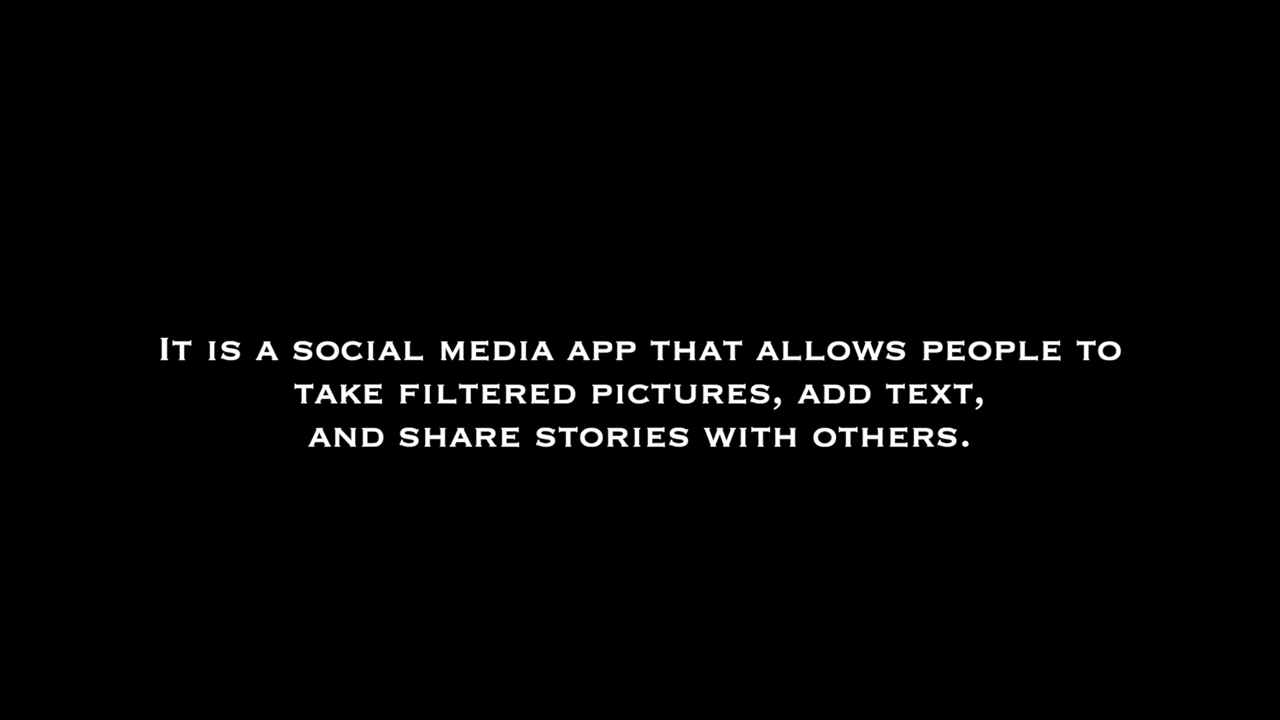 It is a social media app that allows people to
take filtered pictures, add text,
and share stories with others.